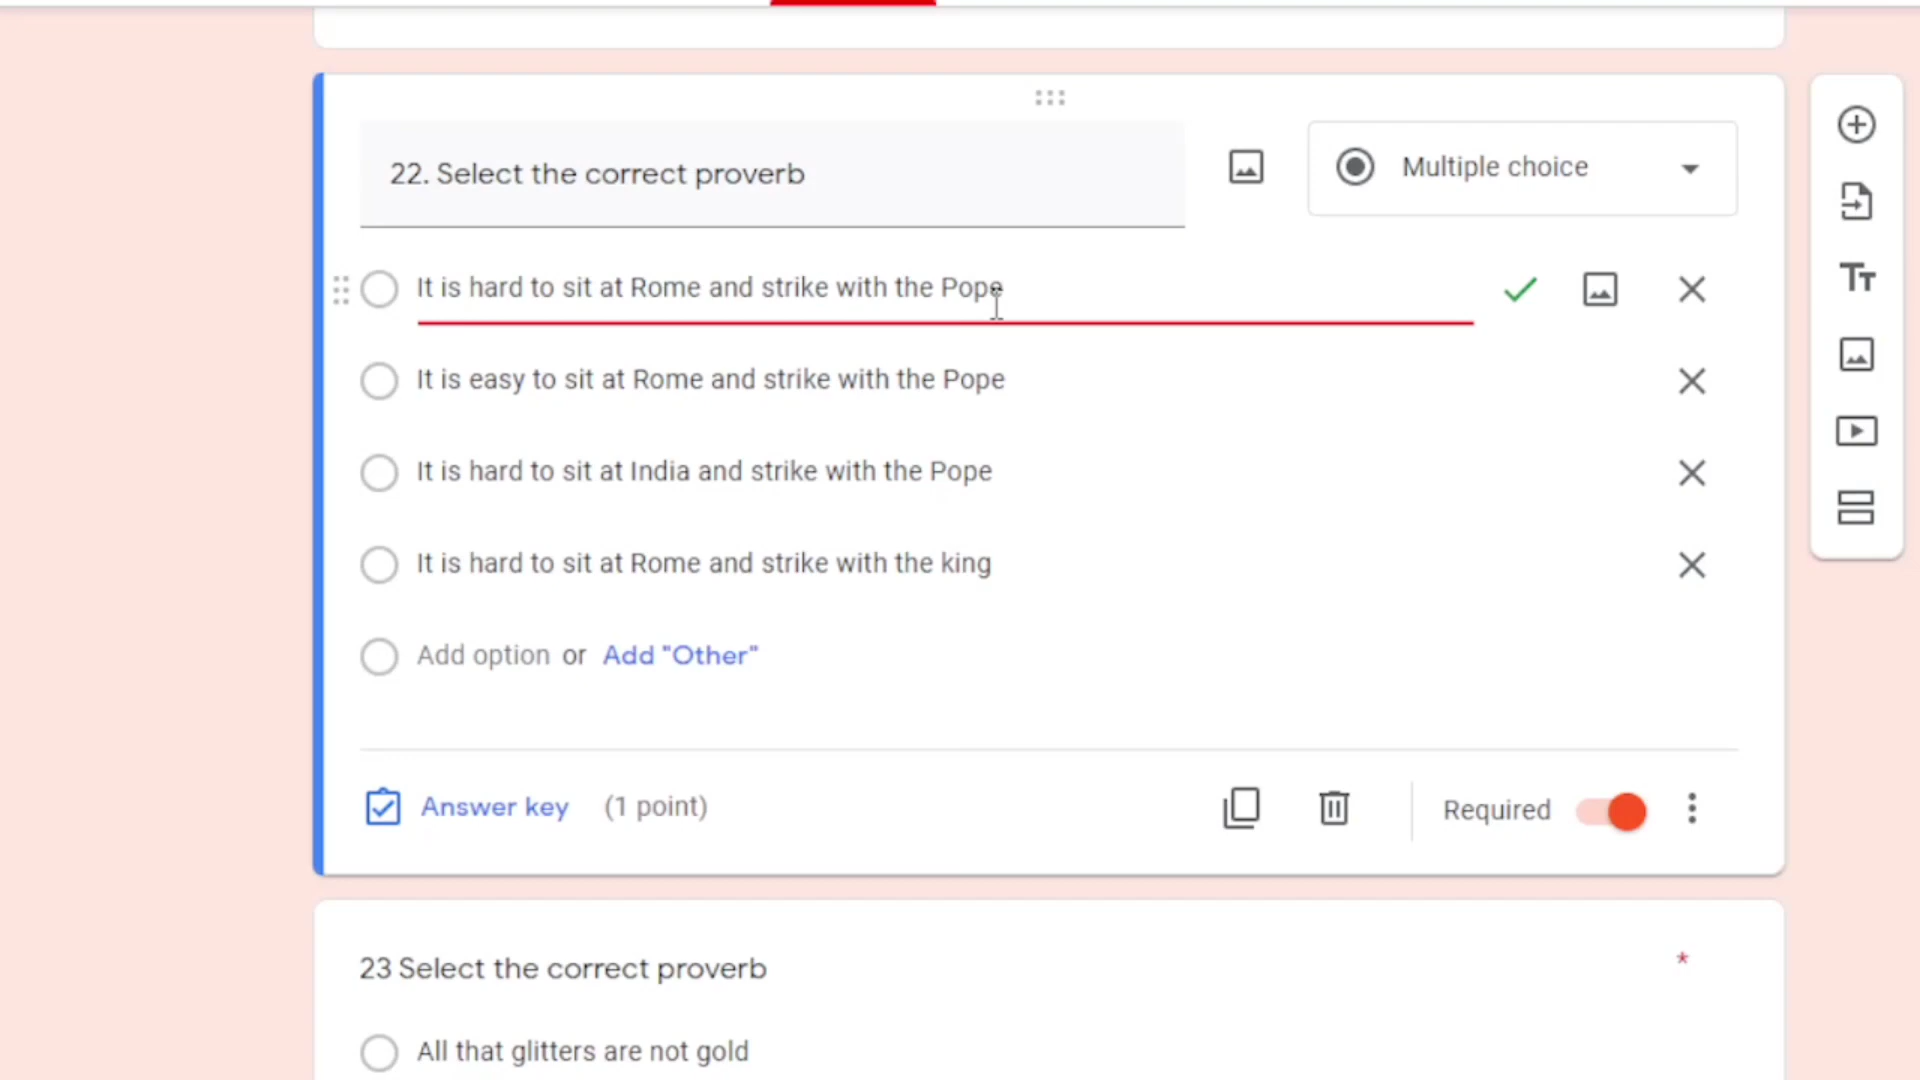 22. Select the correct proverb
Multiple choice
It is hard to sit at Rome and strike with the Pope
It is easy to sit at Rome and strike with the Pope
It is hard to sit at India and strike with the Pope
It is hard to sit at Rome and strike with the king
Add option or Add "Other"
Answer key (1 point)
Required
23 Select the correct proverb *
All that glitters are not gold